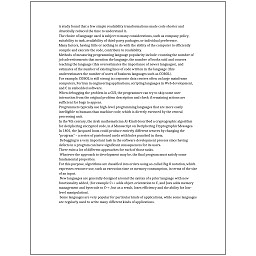 A study found that a few simple readability transformations made code shorter and
drastically reduced the time to understand it.
The choice of language used is subject to many considerations, such as company policy,
suitability to task, availability of third-party packages, or individual preference.
Many factors, having little or nothing to do with the ability of the computer to efficiently
compile and execute the code, contribute to readability.
Methods of measuring programming language popularity include: counting the number of
job advertisements that mention the language, the number of books sold and courses
teaching the language (this overestimates the importance of newer languages), and
estimates of the number of existing lines of code written in the language (this
underestimates the number of users of business languages such as COBOL).
For example, COBOL is still strong in corporate data centers often on large mainframe
computers, Fortran in engineering applications, scripting languages in Web development,
and C in embedded software.
When debugging the problem in a GUI, the programmer can try to skip some user
interaction from the original problem description and check if remaining actions are
sufficient for bugs to appear.
Programs were mostly entered using high-level programming languages that are more easily
intelligible to humans than machine code, which is directly executed by the central
processing unit.
In the 9th century, the Arab mathematician Al-Kindi described a cryptographic algorithm
for deciphering encrypted code, in A Manuscript on Deciphering Cryptographic Messages.
In 1801, the Jacquard loom could produce entirely different weaves by changing the
"program" – a series of pasteboard cards with holes punched in them.
Debugging is a very important task in the software development process since having
defects in a program can have significant consequences for its users.
There exist a lot of different approaches for each of those tasks.
Whatever the approach to development may be, the final program must satisfy some
fundamental properties.
For this purpose, algorithms are classified into orders using so-called Big O notation, which
expresses resource use, such as execution time or memory consumption, in terms of the size
of an input.
New languages are generally designed around the syntax of a prior language with new
functionality added, (for example C++ adds object-orientation to C, and Java adds memory
management and bytecode to C++, but as a result, loses efficiency and the ability for low-
level manipulation).
Some languages are very popular for particular kinds of applications, while some languages
are regularly used to write many different kinds of applications.